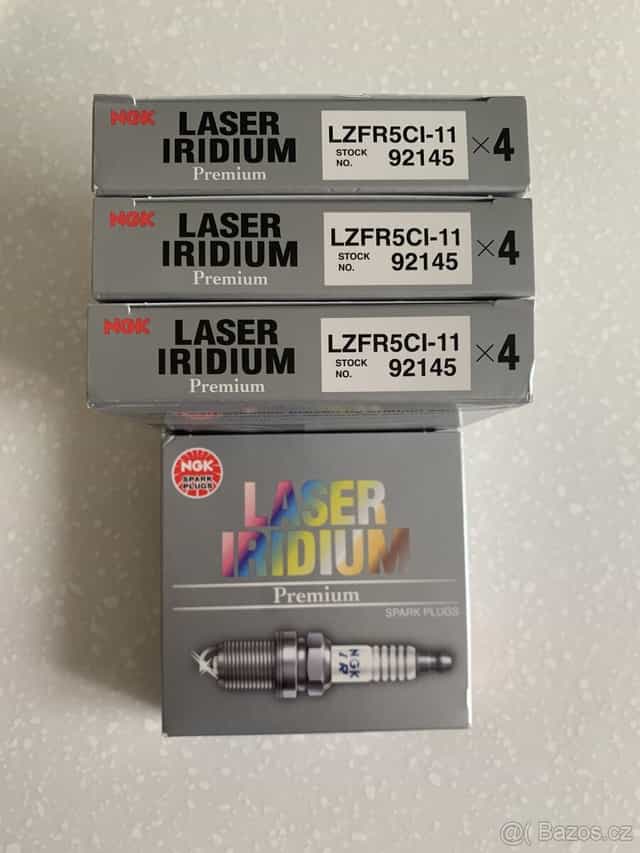 NGK LASER IRIDIUM Premium LZFR5CI-11 STOCK NO. 92145 ×4
NGK LASER IRIDIUM Premium LZFR5CI-11 STOCK NO. 92145 ×4
NGK LASER IRIDIUM Premium LZFR5CI-11 STOCK NO. 92145 ×4
NGK
SPARK
PLUGS
LASER
IRIDIUM
Premium
SPARK PLUGS
NGK
IR
@( Bazos.cz